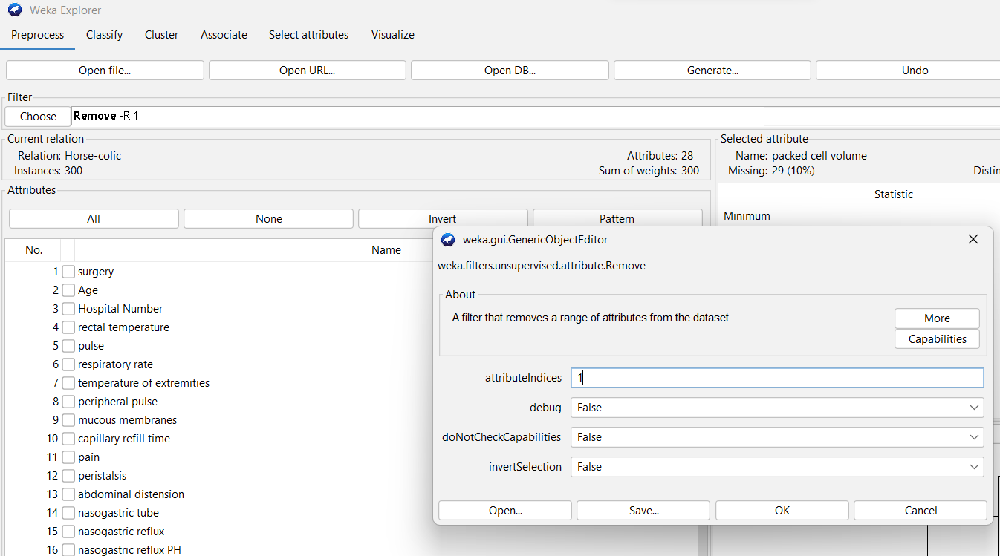 Weka Explorer
Preprocess Classify Cluster Associate Select attributes Visualize
Open file... Open URL... Open DB... Generate... Undo
Filter
Choose Remove -R 1
Current relation
Relation: Horse-colic Attributes: 28
Instances: 300 Sum of weights: 300
Selected attribute
Name: packed cell volume
Missing: 29 (10%) Distin
Statistic
Minimum
Attributes
All None Invert Pattern
No. Name
1 surgery
2 Age
3 Hospital Number
4 rectal temperature
5 pulse
6 respiratory rate
7 temperature of extremities
8 peripheral pulse
9 mucous membranes
10 capillary refill time
11 pain
12 peristalsis
13 abdominal distension
14 nasogastric tube
15 nasogastric reflux
16 nasogastric reflux PH
weka.gui.GenericObjectEditor
weka.filters.unsupervised.attribute.Remove
About
A filter that removes a range of attributes from the dataset.
More
Capabilities
attributeIndices 1
debug False
doNotCheckCapabilities False
invertSelection False
Open... Save... OK Cancel